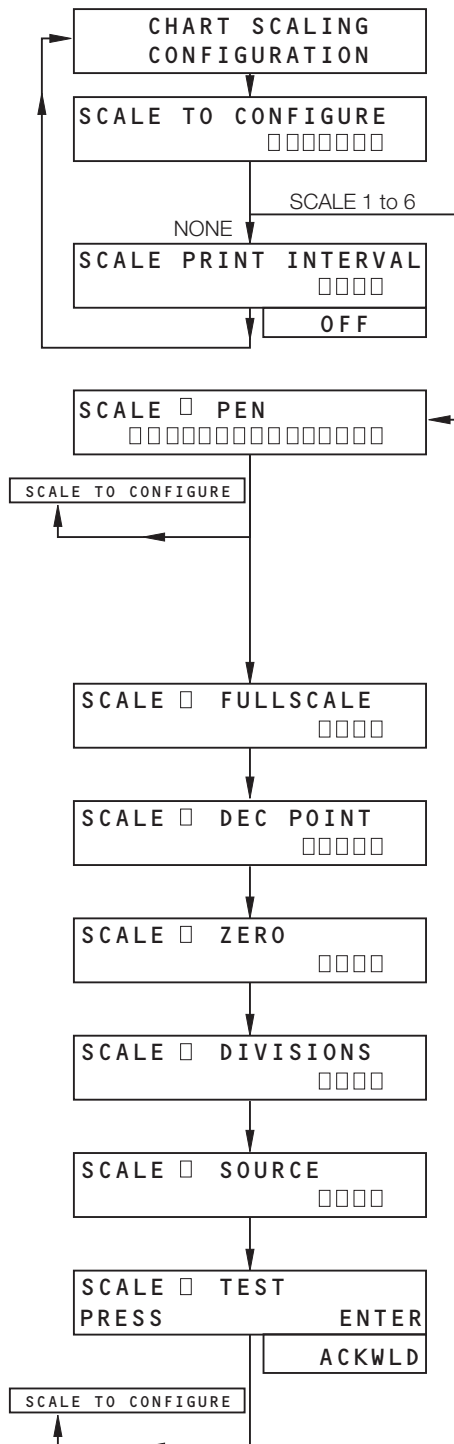 CHART SCALING
CONFIGURATION
SCALE TO CONFIGURE
□□□□□□□
SCALE 1 to 6
NONE
SCALE PRINT INTERVAL
□□□□
OFF
SCALE □ PEN
□□□□□□□□□□□□□□□
SCALE TO CONFIGURE
SCALE □ FULLSCALE
□□□□
SCALE □ DEC POINT
□□□□□
SCALE □ ZERO
□□□□
SCALE □ DIVISIONS
□□□□
SCALE □ SOURCE
□□□□
SCALE □ TEST
PRESS ENTER
ACKWLD
SCALE TO CONFIGURE